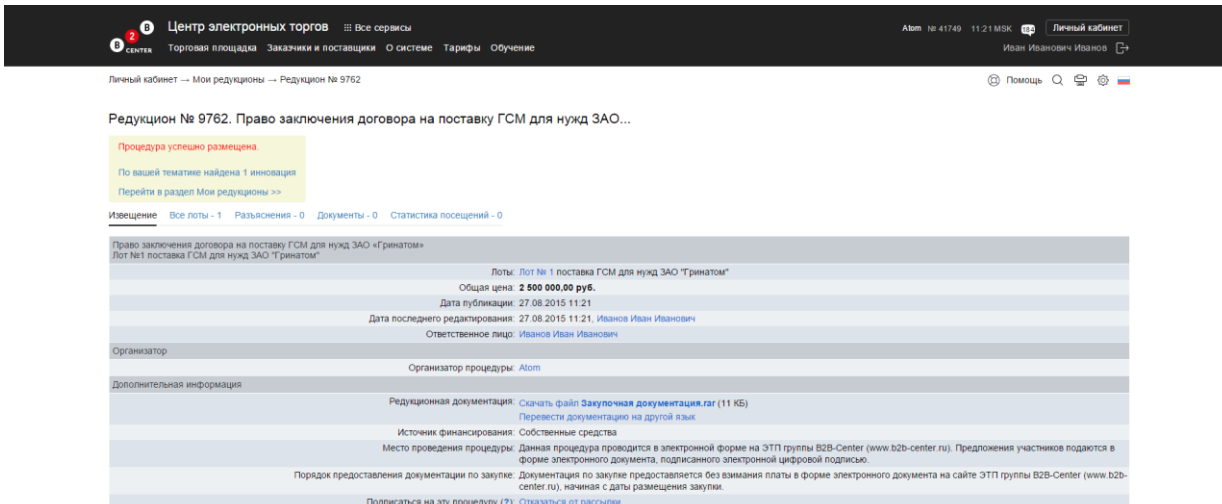 B 2 B CENTER
Центр электронных торгов Все сервисы
Atom № 41749 11:21 MSK 184 Личный кабинет
Торговая площадка Заказчики и поставщики О системе Тарифы Обучение
Иван Иванович Иванов
Личный кабинет → Мои редукционы → Редукцион № 9762
Помощь
Редукцион № 9762. Право заключения договора на поставку ГСМ для нужд ЗАО...
Процедура успешно размещена.
По вашей тематике найдена 1 инновация
Перейти в раздел Мои редукционы >>
Извещение Все лоты - 1 Разъяснения - 0 Документы - 0 Статистика посещений - 0
Право заключения договора на поставку ГСМ для нужд ЗАО «Гринатом»
Лот №1 поставка ГСМ для нужд ЗАО "Гринатом"
Лоты: Лот № 1 поставка ГСМ для нужд ЗАО "Гринатом"
Общая цена: 2 500 000,00 руб.
Дата публикации: 27.08.2015 11:21
Дата последнего редактирования: 27.08.2015 11:21, Иванов Иван Иванович
Ответственное лицо: Иванов Иван Иванович
Организатор
Организатор процедуры: Atom
Дополнительная информация
Редукционная документация: Скачать файл Закупочная документация.rar (11 КБ)
Перевести документацию на другой язык
Источник финансирования: Собственные средства
Место проведения процедуры: Данная процедура проводится в электронной форме на ЭТП группы B2B-Center (www.b2b-center.ru). Предложения участников подаются в
форме электронного документа, подписанного электронной цифровой подписью.
Порядок предоставления документации по закупке: Документация по закупке предоставляется без взимания платы в форме электронного документа на сайте ЭТП группы B2B-Center (www.b2b-
center.ru), начиная с даты размещения закупки.
Подписаться на эту процедуру (?): Отказаться от рассылки